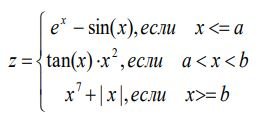 e^x − sin(x), если x <= a
z = { tan(x)·x^2, если a < x < b
x^7 + | x |, если x >= b